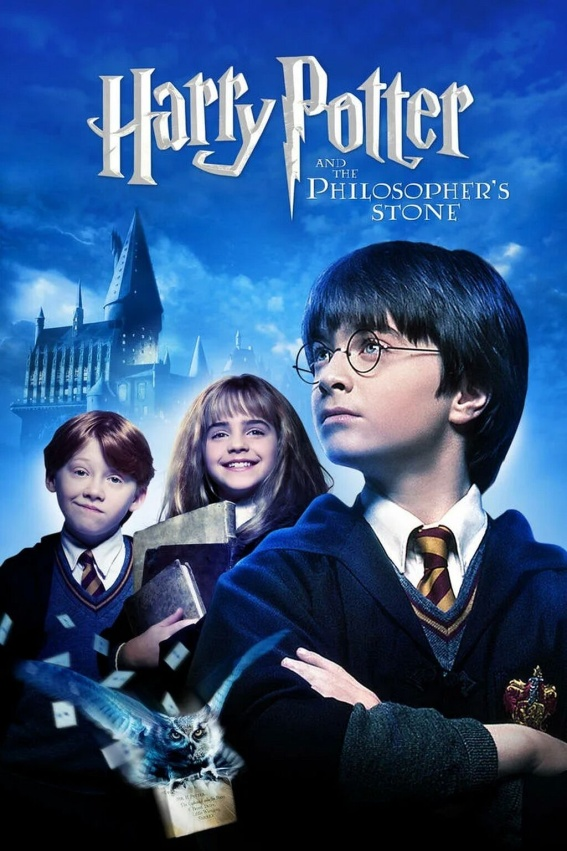 Harry Potter
AND
THE
PHILOSOPHER'S
STONE